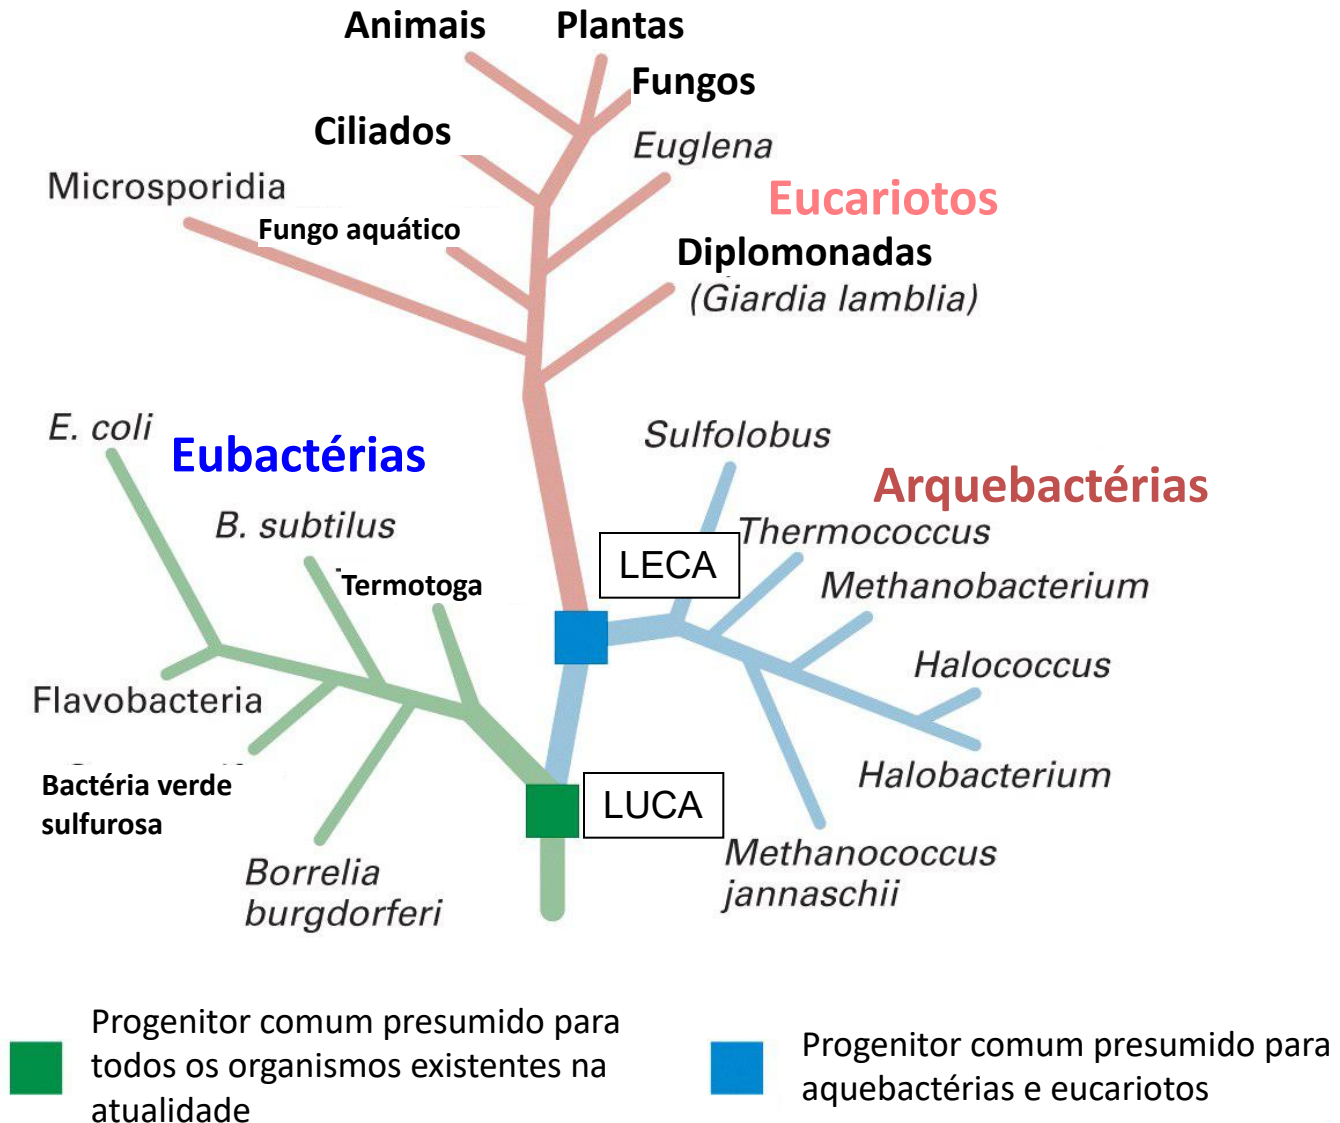 Animais
Plantas
Fungos
Ciliados
Euglena
Microsporidia
Eucariotos
Fungo aquático
Diplomonadas
(Giardia lamblia)
E. coli
Eubactérias
Sulfolobus
Arquebactérias
B. subtilus
Thermococcus
LECA
Termotoga
Methanobacterium
Halococcus
Flavobacteria
Halobacterium
Bactéria verde
sulfurosa
LUCA
Methanococcus
jannaschii
Borrelia
burgdorferi
Progenitor comum presumido para
todos os organismos existentes na
atualidade
Progenitor comum presumido para
aquebactérias e eucariotos